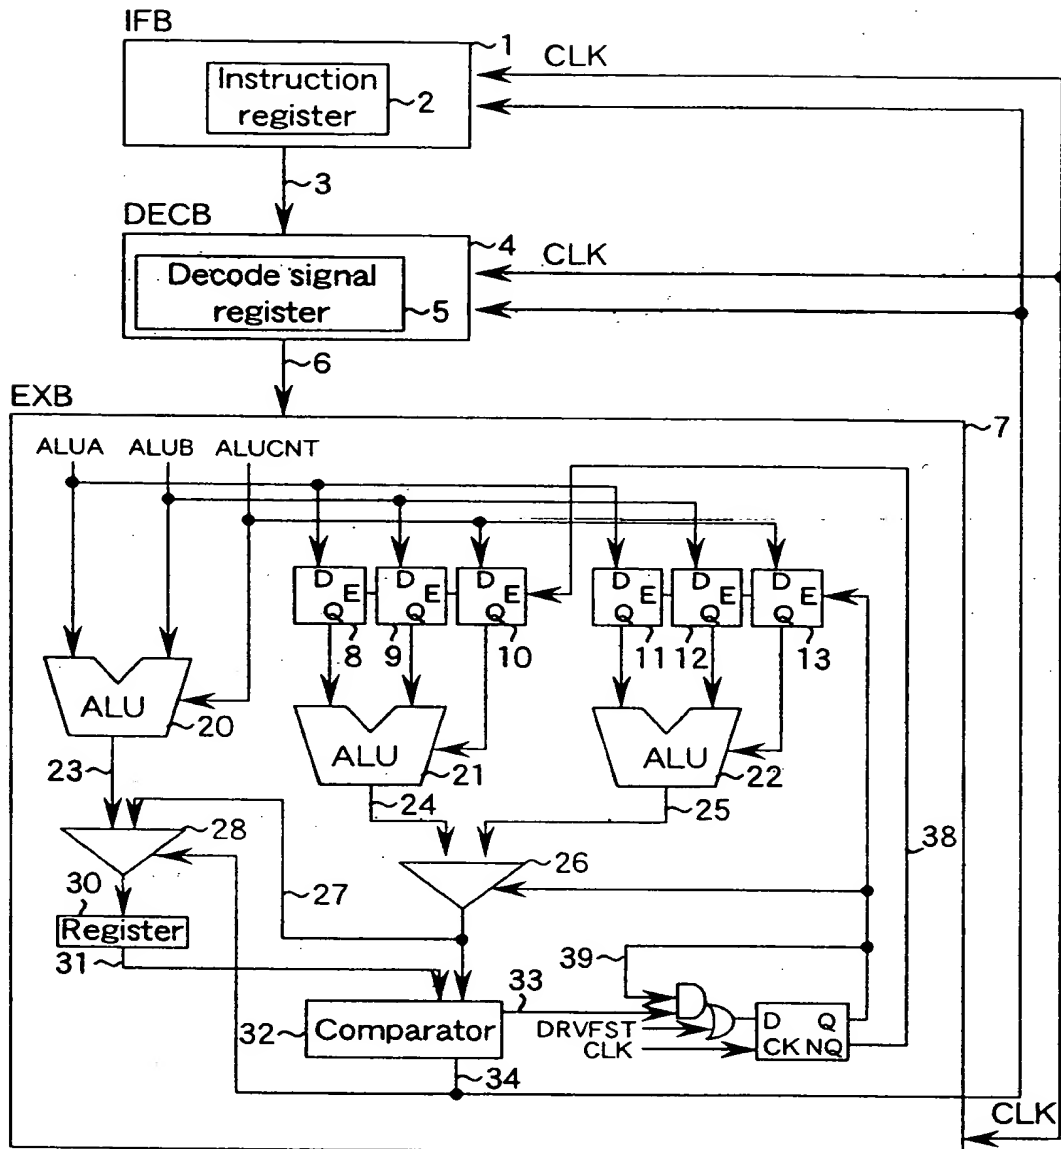 IFB
1
CLK
Instruction
register
2
3
DECB
4
CLK
Decode signal
register
5
6
EXB
7
ALUA ALUB ALUCNT
D E Q
D E Q
D E Q
D E Q
D E Q
D E Q
8 9 10 11 12 13
ALU
20
ALU
21
ALU
22
23
24
25
28
26
38
27
30
Register
31
39
33
32
Comparator
DRVFST
CLK
D Q
CK NQ
34
CLK